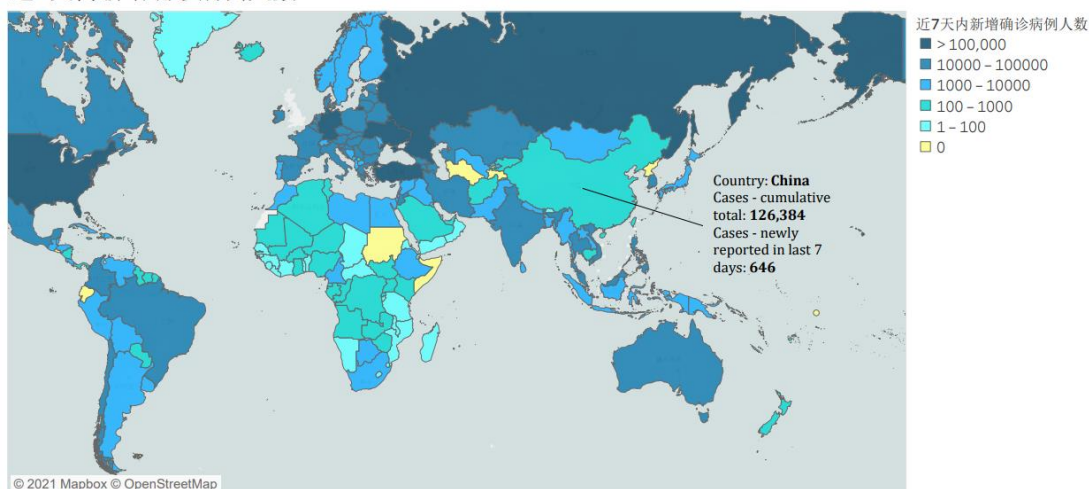 近7天内新增确诊病例人数
> 100,000
10000 – 100000
1000 – 10000
100 – 1000
1 – 100
0
Country: China
Cases - cumulative
total: 126,384
Cases - newly
reported in last 7
days: 646
© 2021 Mapbox © OpenStreetMap